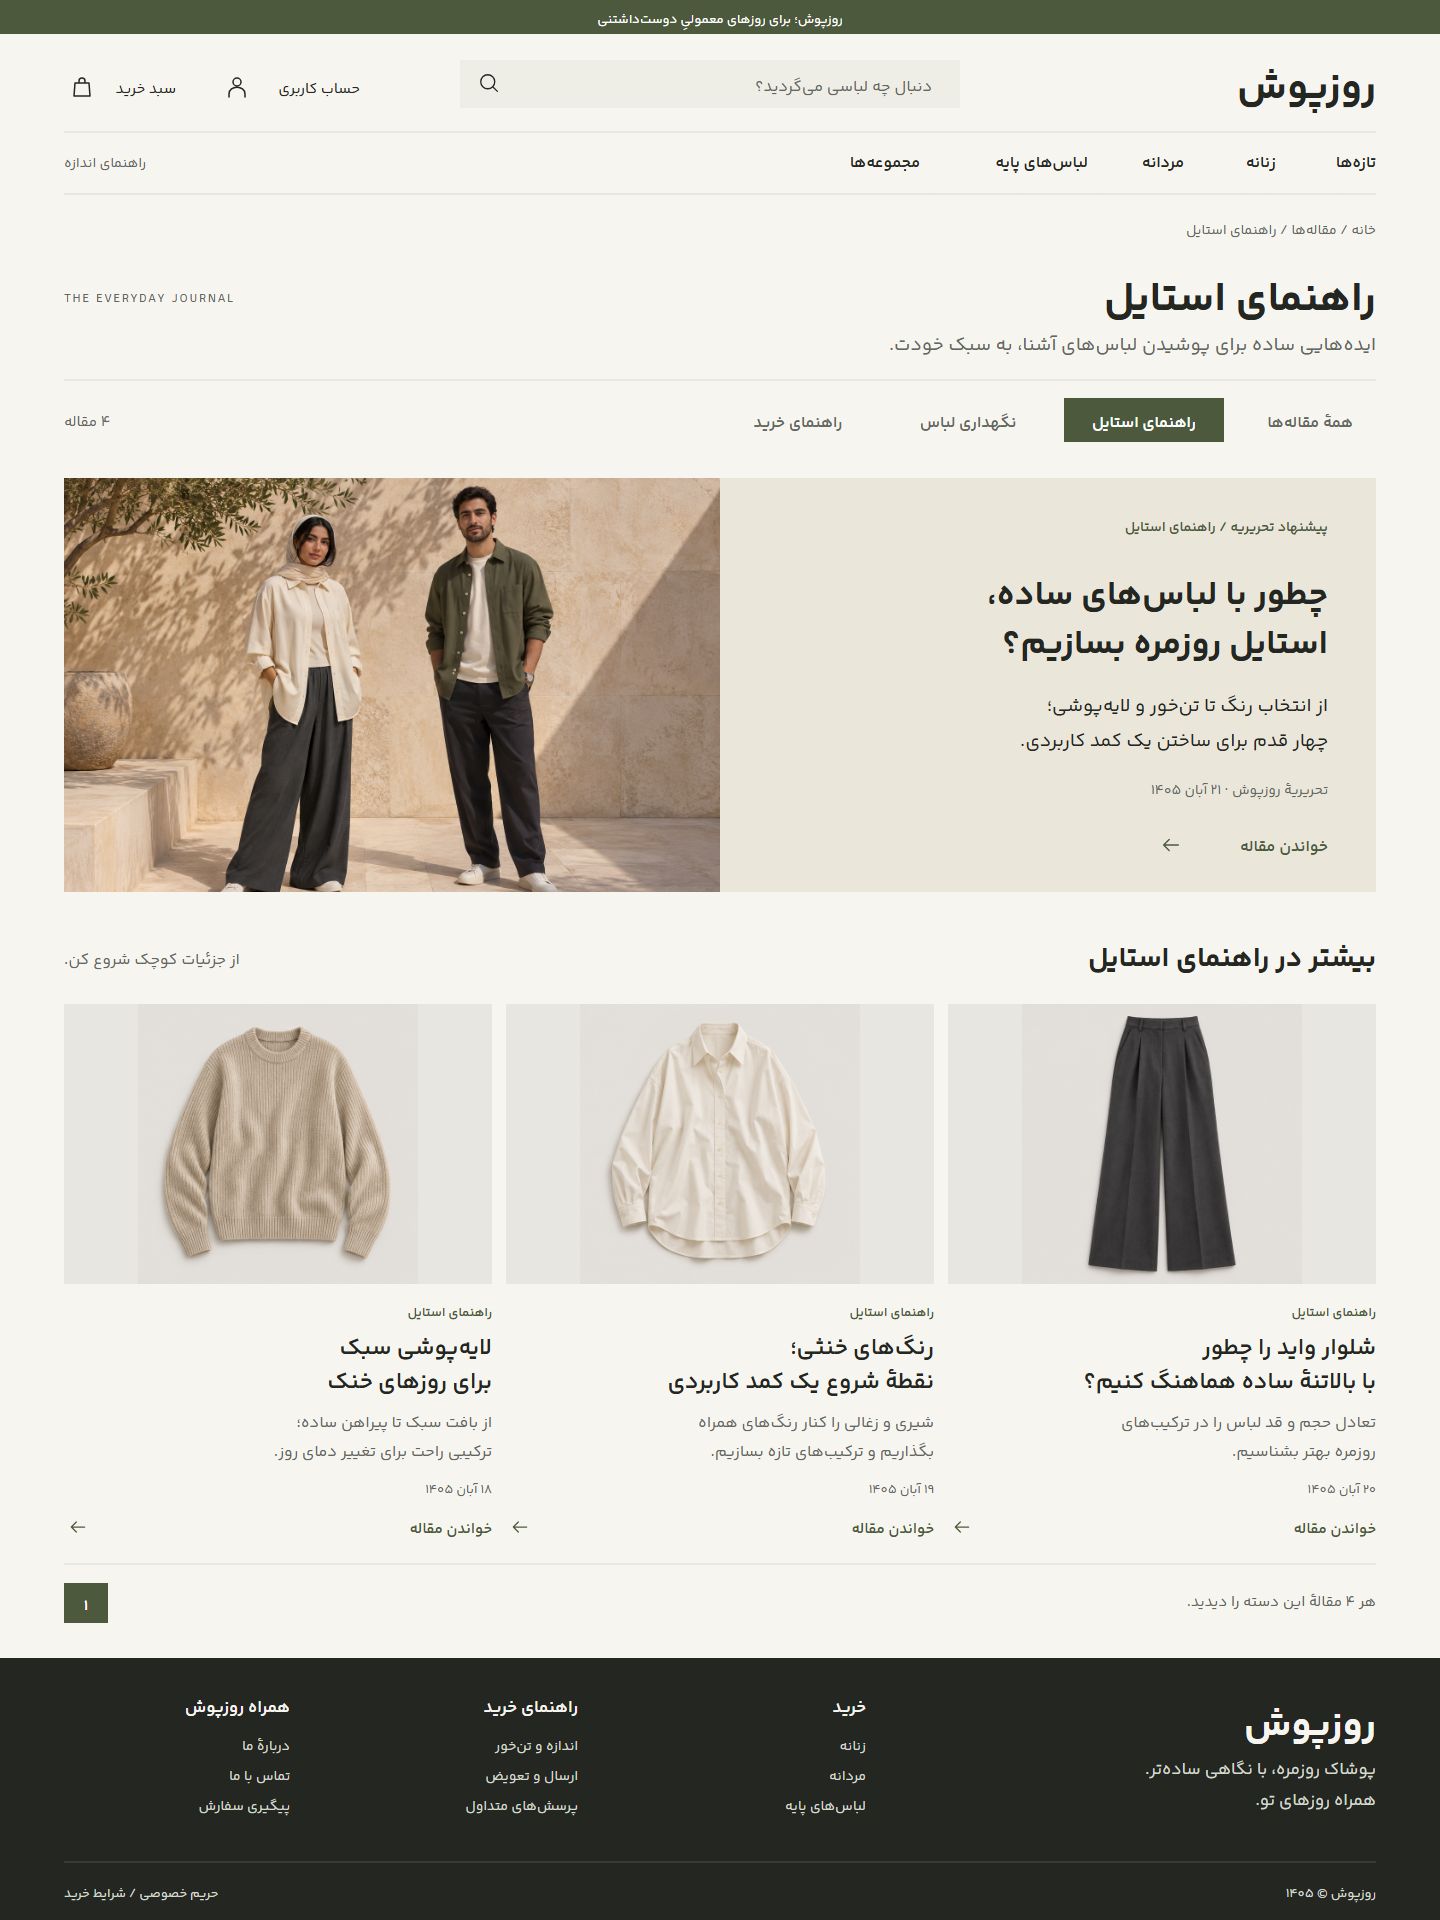 روزپوش؛ برای روزهای معمولیِ دوست‌داشتنی
روزپوش
دنبال چه لباسی می‌گردید؟
حساب کاربری
سبد خرید
تازه‌ها
زنانه
مردانه
لباس‌های پایه
مجموعه‌ها
راهنمای اندازه
خانه / مقاله‌ها / راهنمای استایل
راهنمای استایل
THE EVERYDAY JOURNAL
ایده‌هایی ساده برای پوشیدن لباس‌های آشنا، به سبک خودت.
همهٔ مقاله‌ها
راهنمای استایل
نگهداری لباس
راهنمای خرید
۴ مقاله
پیشنهاد تحریریه / راهنمای استایل
چطور با لباس‌های ساده،
استایل روزمره بسازیم؟
از انتخاب رنگ تا تن‌خور و لایه‌پوشی؛
چهار قدم برای ساختن یک کمد کاربردی.
تحریریهٔ روزپوش · ۲۱ آبان ۱۴۰۵
خواندن مقاله
بیشتر در راهنمای استایل
از جزئیات کوچک شروع کن.
راهنمای استایل
شلوار واید را چطور
با بالاتنهٔ ساده هماهنگ کنیم؟
تعادل حجم و قد لباس را در ترکیب‌های
روزمره بهتر بشناسیم.
۲۰ آبان ۱۴۰۵
خواندن مقاله
راهنمای استایل
رنگ‌های خنثی؛
نقطهٔ شروع یک کمد کاربردی
شیری و زغالی را کنار رنگ‌های همراه
بگذاریم و ترکیب‌های تازه بسازیم.
۱۹ آبان ۱۴۰۵
خواندن مقاله
راهنمای استایل
لایه‌پوشی سبک
برای روزهای خنک
از بافت سبک تا پیراهن ساده؛
ترکیبی راحت برای تغییر دمای روز.
۱۸ آبان ۱۴۰۵
خواندن مقاله
هر ۴ مقالهٔ این دسته را دیدید.
۱
روزپوش
پوشاک روزمره، با نگاهی ساده‌تر.
همراه روزهای تو.
خرید
زنانه
مردانه
لباس‌های پایه
راهنمای خرید
اندازه و تن‌خور
ارسال و تعویض
پرسش‌های متداول
همراه روزپوش
دربارهٔ ما
تماس با ما
پیگیری سفارش
روزپوش © ۱۴۰۵
حریم خصوصی / شرایط خرید